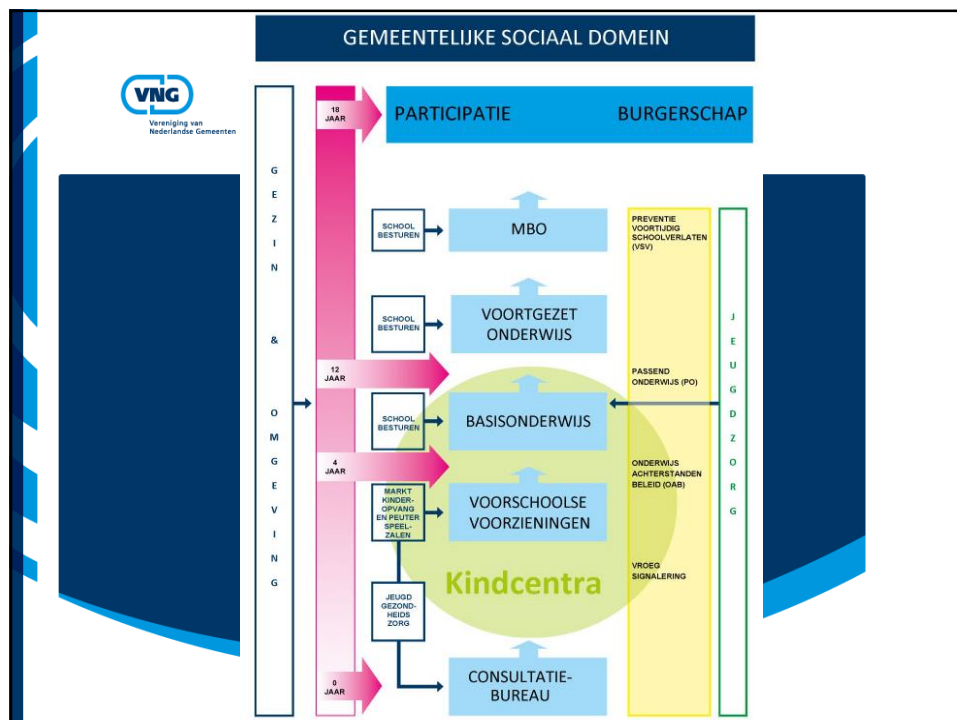 GEMEENTELIJKE SOCIAAL DOMEIN
VNG
Vereniging van
Nederlandse Gemeenten
GEZIN & OMGEVING
18
JAAR
PARTICIPATIE BURGERSCHAP
SCHOOL
BESTUREN
MBO
PREVENTIE
VOORTIJDIG
SCHOOLVERLATEN
(VSV)
SCHOOL
BESTUREN
VOORTGEZET
ONDERWIJS
12
JAAR
PASSEND
ONDERWIJS (PO)
SCHOOL
BESTUREN
BASISONDERWIJS
4
JAAR
ONDERWIJS
ACHTERSTANDEN
BELEID (OAB)
MARKT
KINDER-
OPVANG
EN PEUTER
SPEEL-
ZALEN
VOORSCHOOLSE
VOORZIENINGEN
VROEG
SIGNALERING
Kindcentra
JEUGD
GEZOND-
HEIDS
ZORG
0
JAAR
CONSULTATIE-
BUREAU
JEUGDZORG